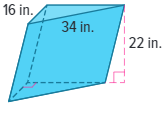 16 in.
34 in.
22 in.